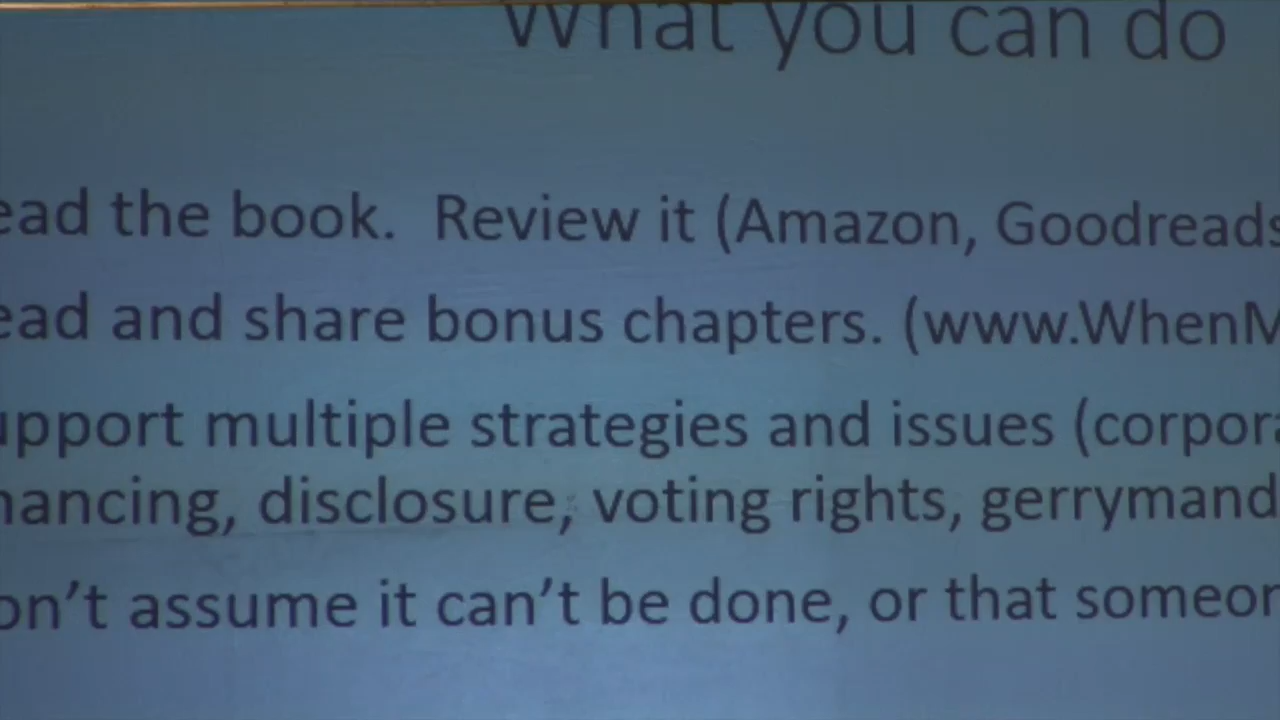 What you can do
ead the book. Review it (Amazon, Goodreads
ead and share bonus chapters. (www.WhenM
upport multiple strategies and issues (corpora
nancing, disclosure, voting rights, gerrymand
on't assume it can't be done, or that someon